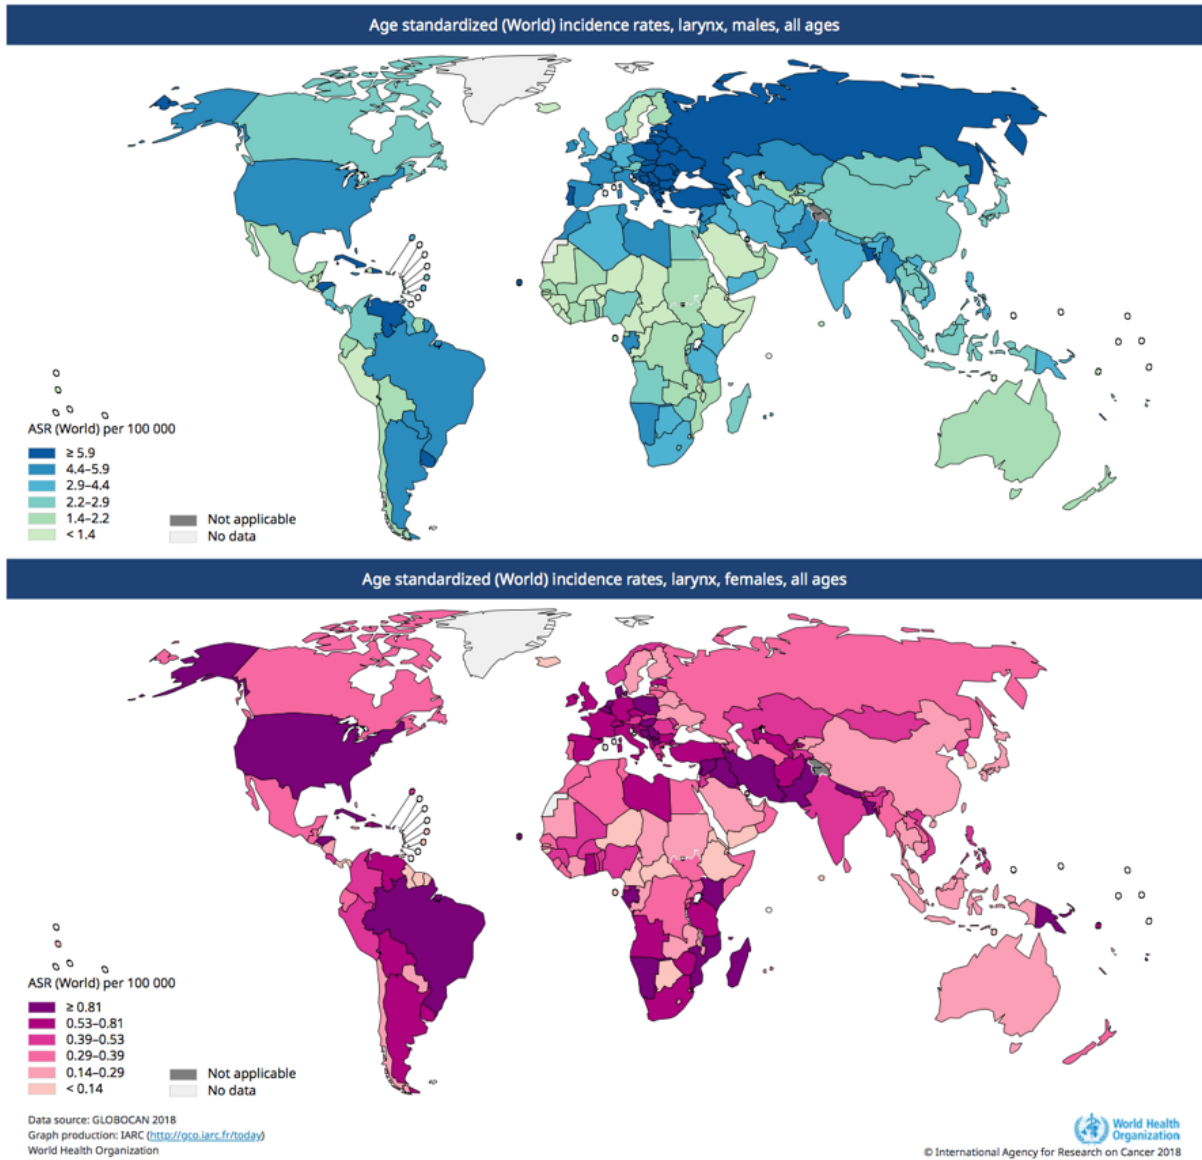 Age standardized (World) incidence rates, larynx, males, all ages
ASR (World) per 100 000
≥ 5.9
4.4–5.9
2.9–4.4
2.2–2.9
1.4–2.2
< 1.4
Not applicable
No data
Age standardized (World) incidence rates, larynx, females, all ages
ASR (World) per 100 000
≥ 0.81
0.53–0.81
0.39–0.53
0.29–0.39
0.14–0.29
< 0.14
Not applicable
No data
Data source: GLOBOCAN 2018
Graph production: IARC (http://gco.iarc.fr/today)
World Health Organization
World Health
Organization
© International Agency for Research on Cancer 2018